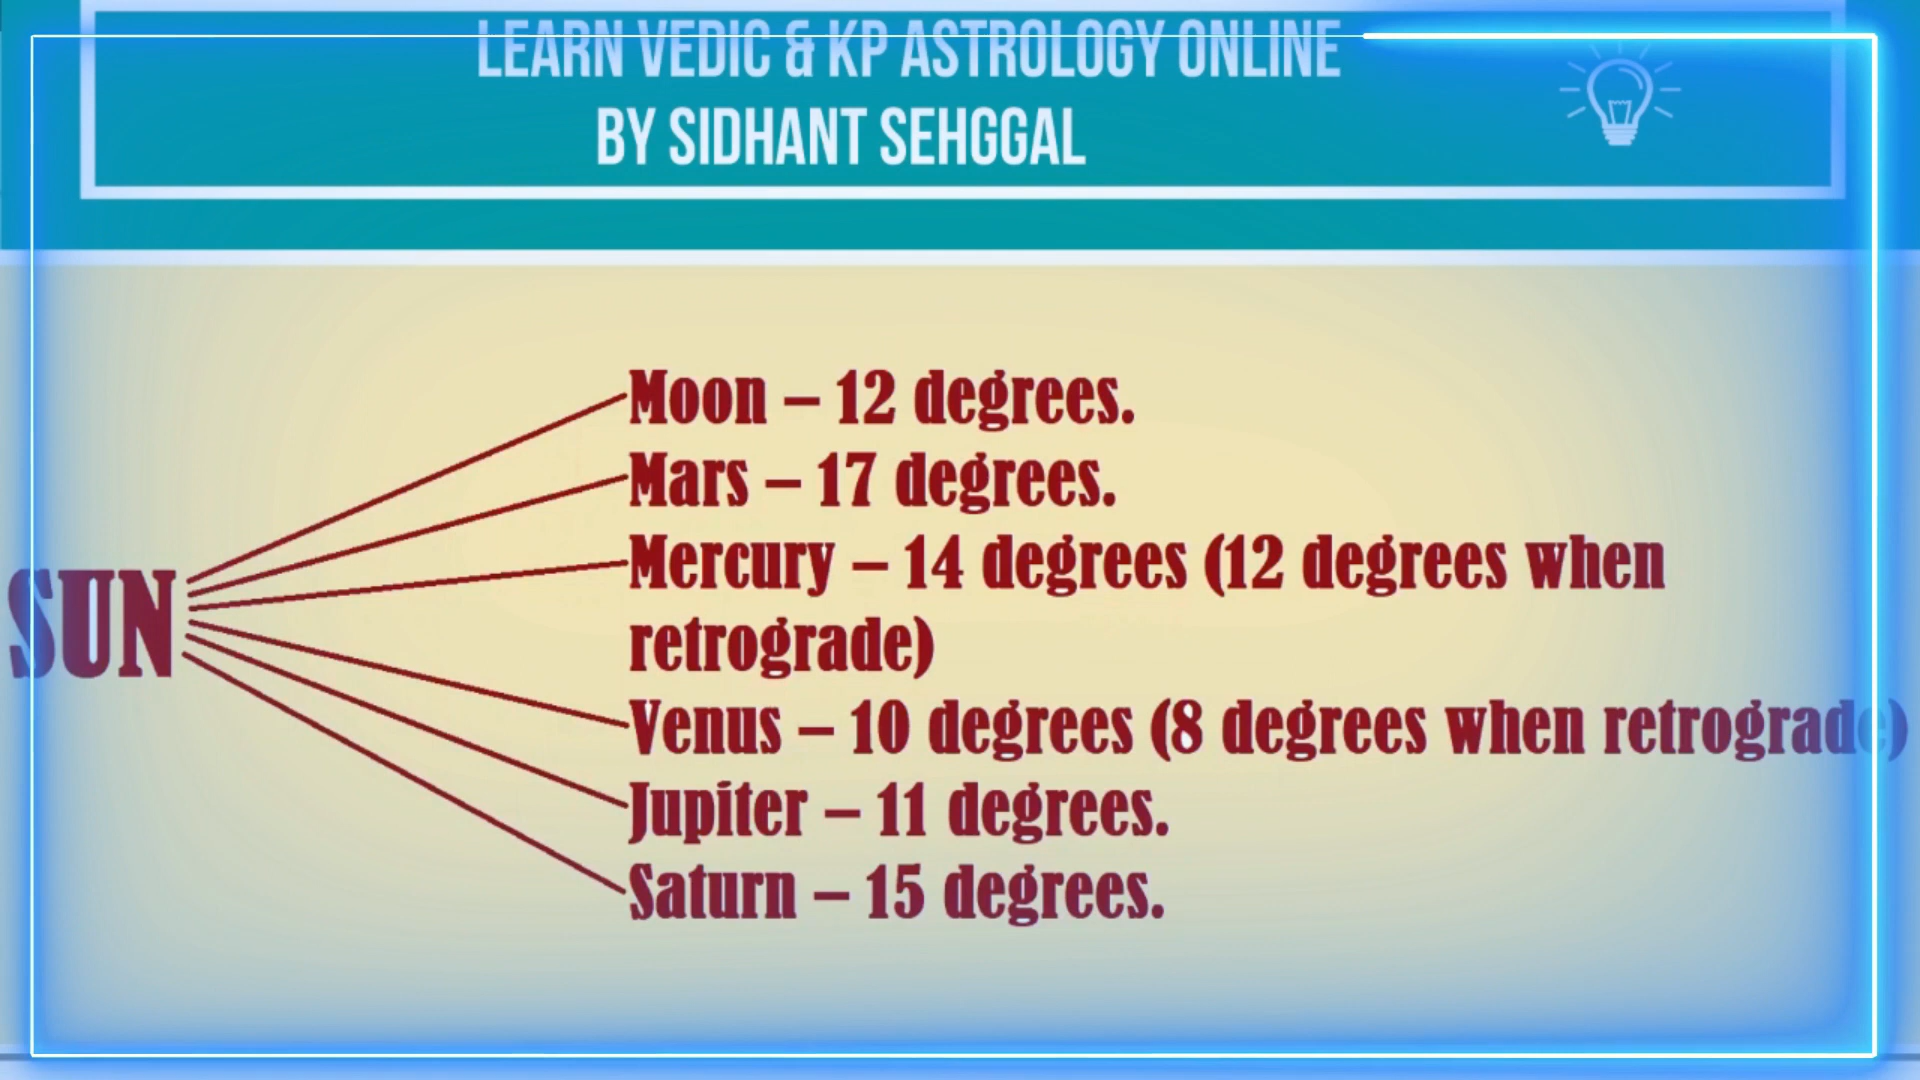 LEARN VEDIC & KP ASTROLOGY ONLINE
BY SIDHANT SEHGGAL
Moon – 12 degrees.
Mars – 17 degrees.
Mercury – 14 degrees (12 degrees when
retrograde)
SUN
Venus – 10 degrees (8 degrees when retrograde)
Jupiter – 11 degrees.
Saturn – 15 degrees.